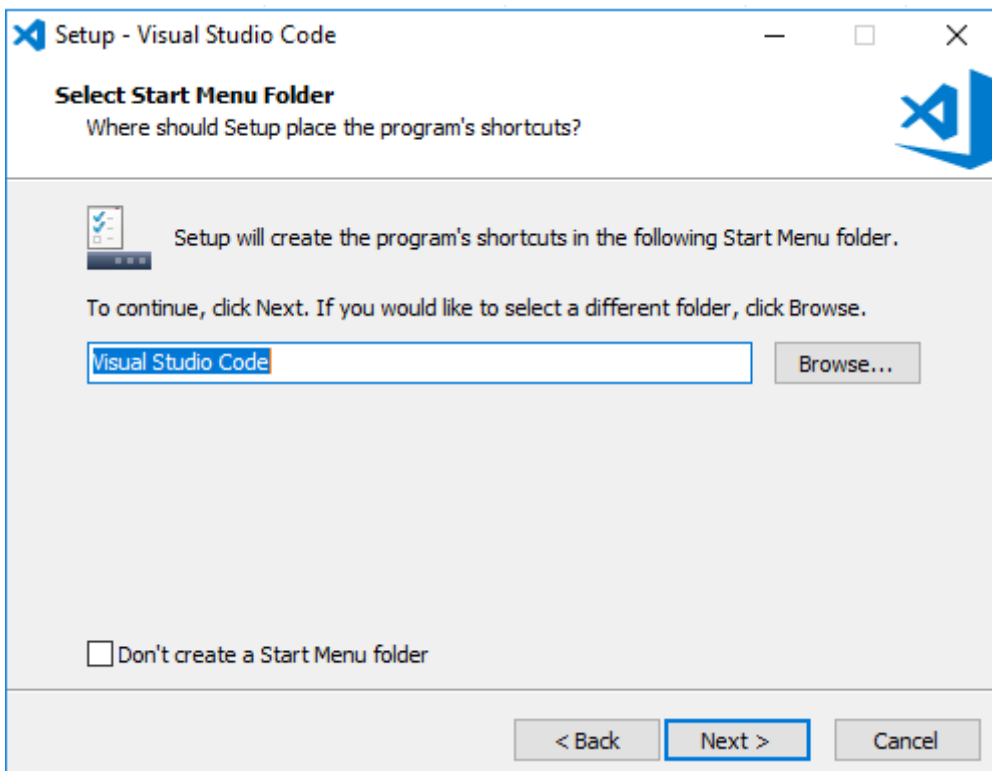 Setup - Visual Studio Code
Select Start Menu Folder
Where should Setup place the program's shortcuts?
Setup will create the program's shortcuts in the following Start Menu folder.
To continue, click Next. If you would like to select a different folder, click Browse.
Visual Studio Code
Browse...
Don't create a Start Menu folder
< Back
Next >
Cancel